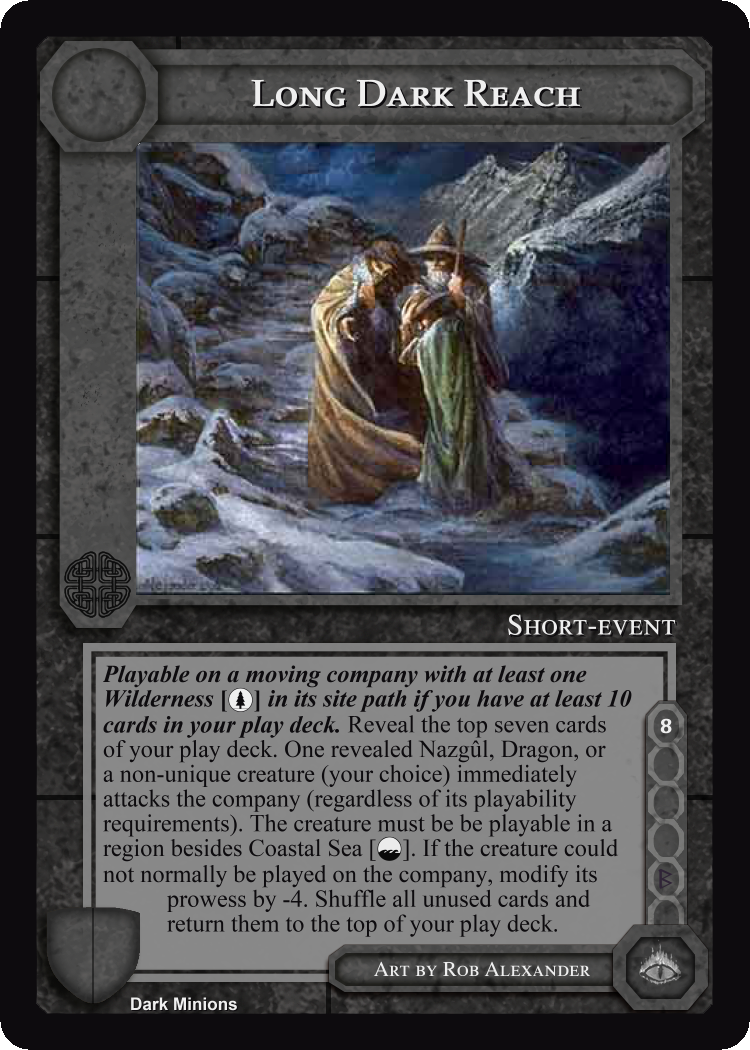 Long Dark Reach
Short-event
Playable on a moving company with at least one
Wilderness [] in its site path if you have at least 10
cards in your play deck. Reveal the top seven cards
of your play deck. One revealed Nazgûl, Dragon, or
a non-unique creature (your choice) immediately
attacks the company (regardless of its playability
requirements). The creature must be be playable in a
region besides Coastal Sea []. If the creature could
not normally be played on the company, modify its
prowess by -4. Shuffle all unused cards and
return them to the top of your play deck.
8
B
Art by Rob Alexander
Dark Minions